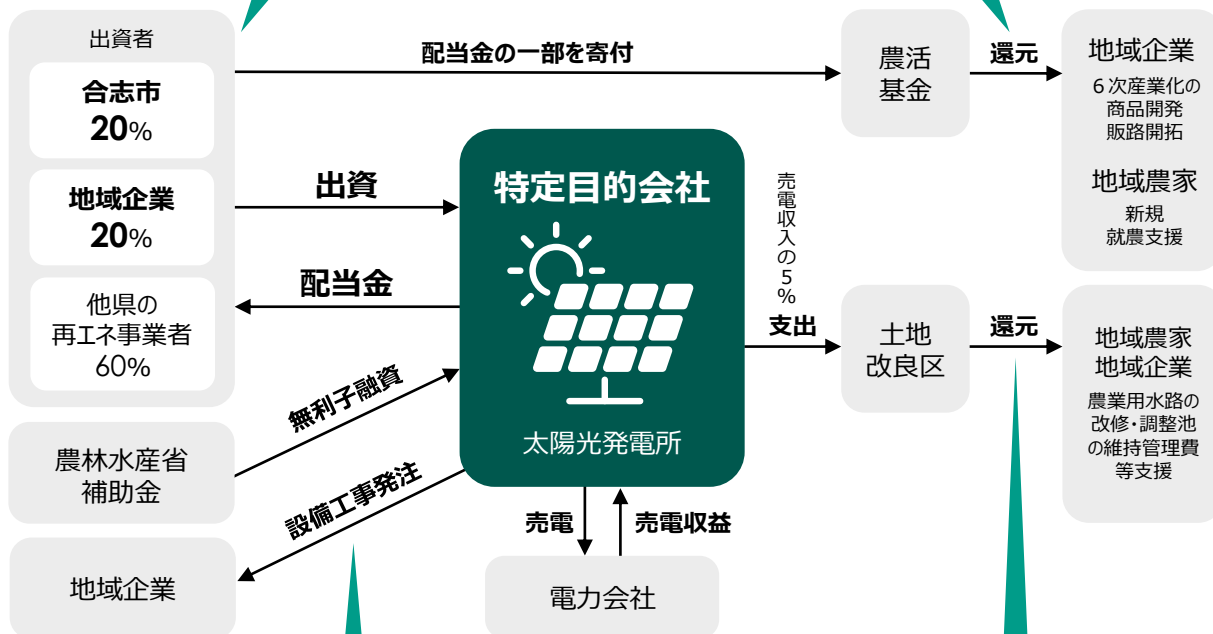 出資者
合志市
20%
地域企業
20%
他県の
再エネ事業者
60%
農林水産省
補助金
地域企業
配当金の一部を寄付
出資
配当金
無利子融資
設備工事発注
特定目的会社
太陽光発電所
売電
売電収益
電力会社
売電収入の5%
支出
農活
基金
還元
地域企業
6次産業化の
商品開発
販路開拓
地域農家
新規
就農支援
土地
改良区
還元
地域農家
地域企業
農業用水路の
改修・調整池
の維持管理費
等支援